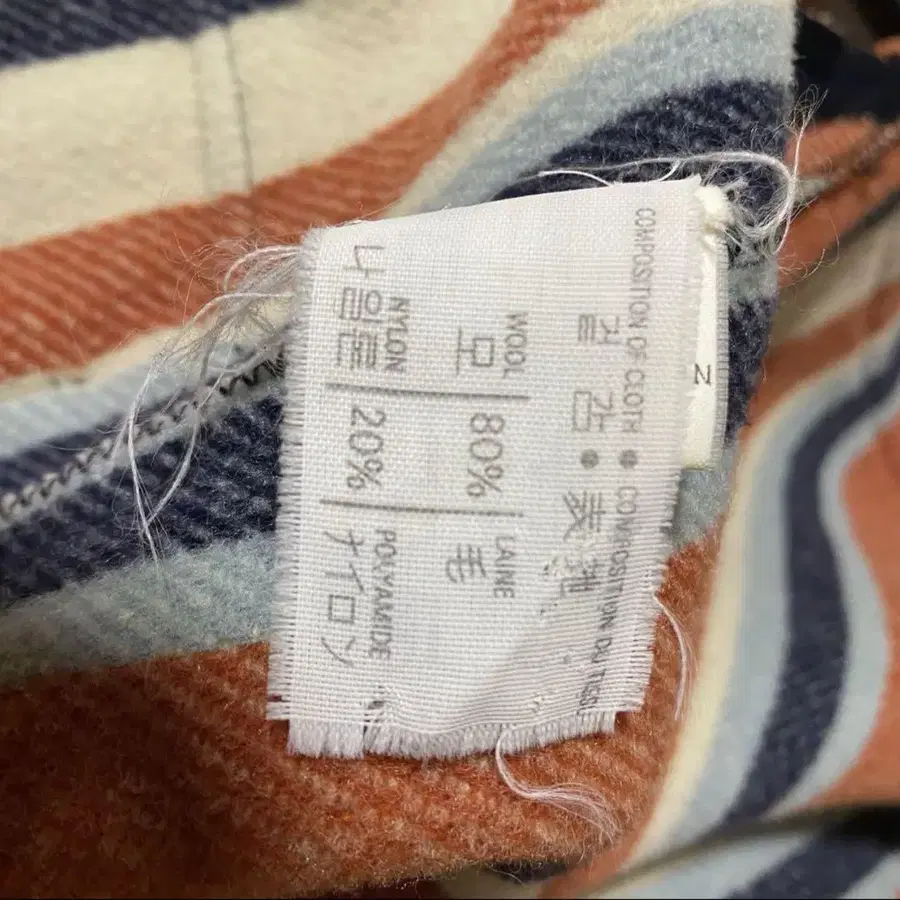 COMPOSITION OF CLOTH • COMPOSITION DU TISSU
겉감 • 表地
WOOL 80% LAINE
모 毛
NYLON 20% POLYAMIDE
나일론 ナイロン
N